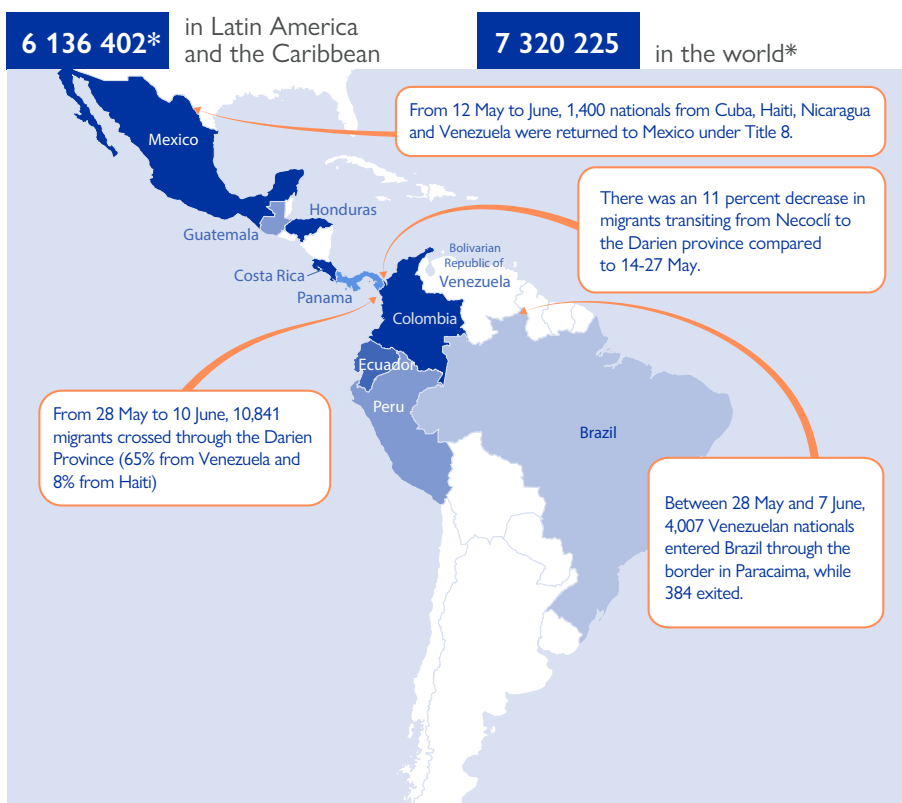 6 136 402*
in Latin America
and the Caribbean
7 320 225
in the world*
From 12 May to June, 1,400 nationals from Cuba, Haiti, Nicaragua
and Venezuela were returned to Mexico under Title 8.
Mexico
There was an 11 percent decrease in
migrants transiting from Necoclí to
the Darien province compared
to 14-27 May.
Honduras
Guatemala
Bolivarian
Republic of
Venezuela
Costa Rica
Panama
Colombia
Ecuador
Peru
Brazil
From 28 May to 10 June, 10,841
migrants crossed through the Darien
Province (65% from Venezuela and
8% from Haiti)
Between 28 May and 7 June,
4,007 Venezuelan nationals
entered Brazil through the
border in Paracaima, while
384 exited.